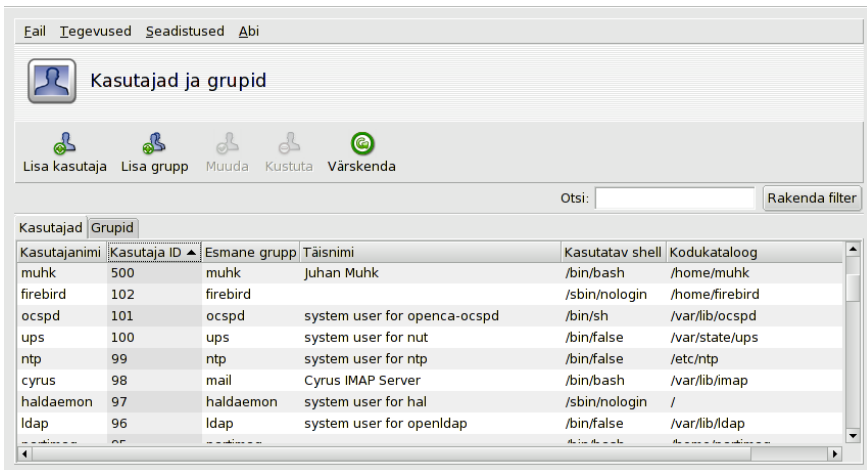 Fail Tegevused Seadistused Abi
Kasutajad ja grupid
Lisa kasutaja Lisa grupp Muuda Kustuta Värskenda
Otsi: Rakenda filter
Kasutajad Grupid
Kasutajanimi Kasutaja ID Esmane grupp Täisnimi Kasutatav shell Kodukataloog
muhk 500 muhk Juhan Muhk /bin/bash /home/muhk
firebird 102 firebird /sbin/nologin /home/firebird
ocspd 101 ocspd system user for openca-ocspd /bin/sh /var/lib/ocspd
ups 100 ups system user for nut /bin/false /var/state/ups
ntp 99 ntp system user for ntp /bin/false /etc/ntp
cyrus 98 mail Cyrus IMAP Server /bin/bash /var/lib/imap
haldaemon 97 haldaemon system user for hal /sbin/nologin /
ldap 96 ldap system user for openldap /bin/false /var/lib/ldap